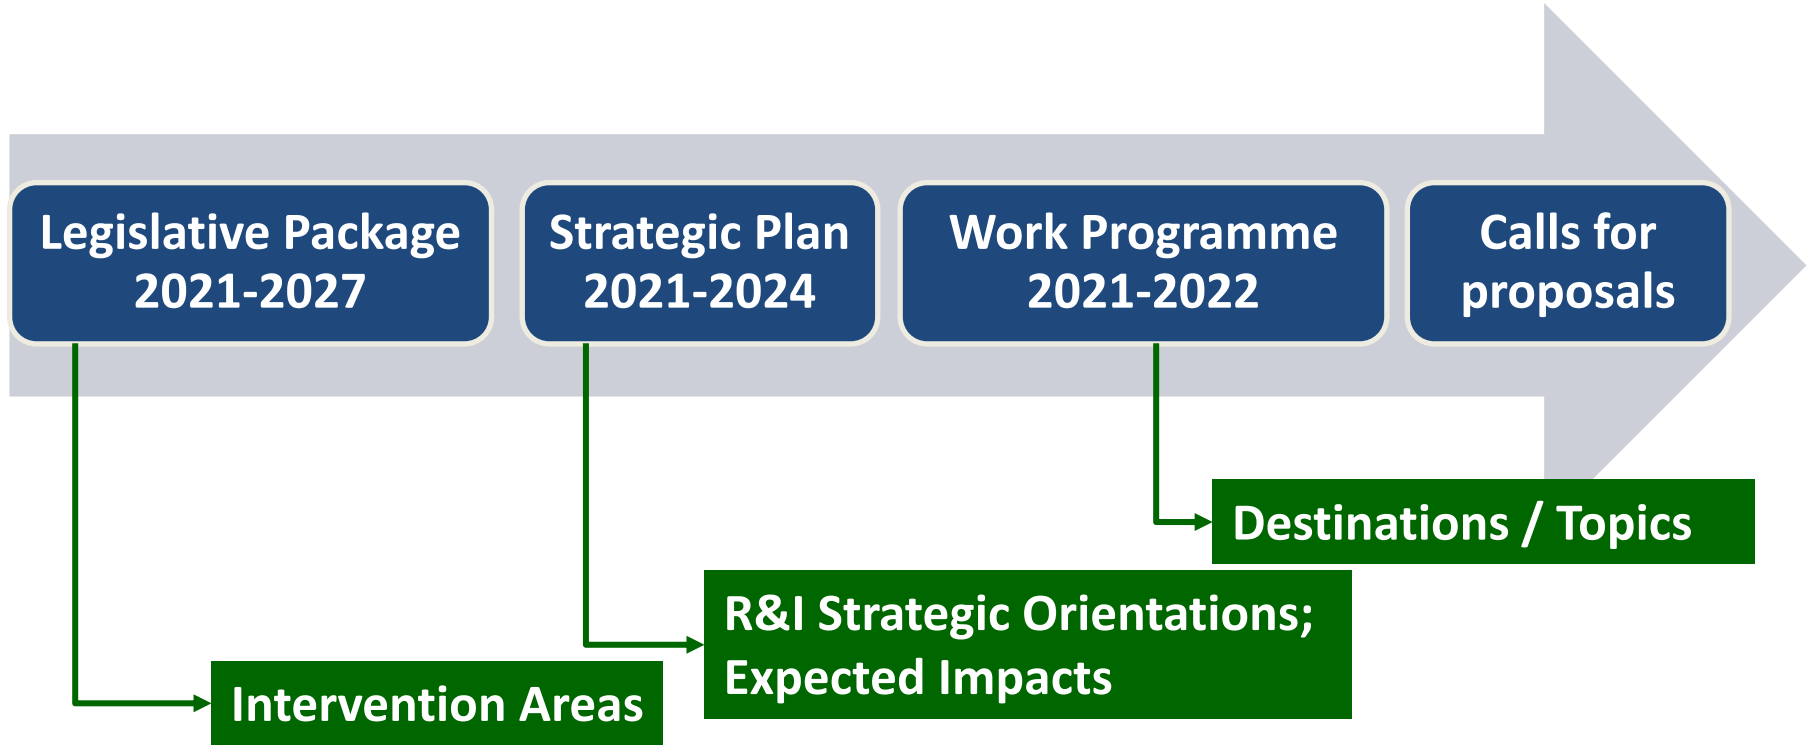 Legislative Package
2021-2027
Strategic Plan
2021-2024
Work Programme
2021-2022
Calls for
proposals
Destinations / Topics
R&I Strategic Orientations;
Expected Impacts
Intervention Areas